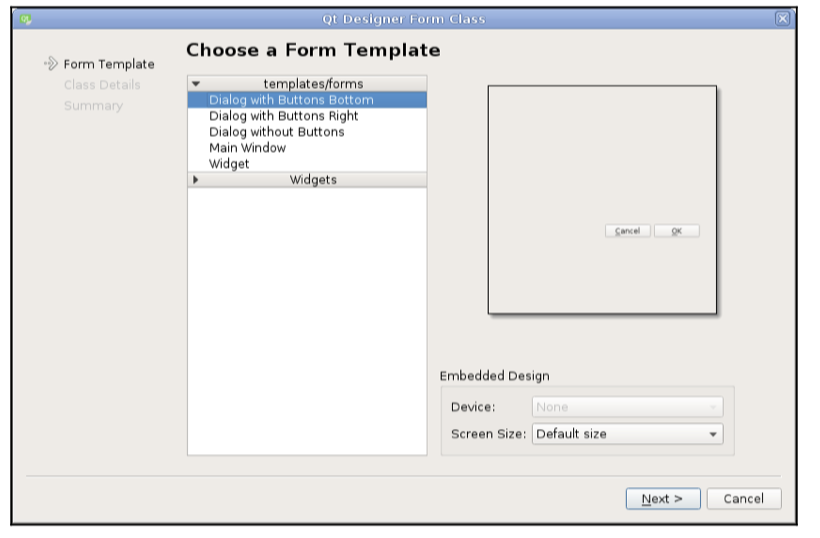 Qt Designer Form Class
Choose a Form Template
Form Template
Class Details
Summary
templates/forms
Dialog with Buttons Bottom
Dialog with Buttons Right
Dialog without Buttons
Main Window
Widget
Widgets
Cancel
OK
Embedded Design
Device: None
Screen Size: Default size
Next >
Cancel